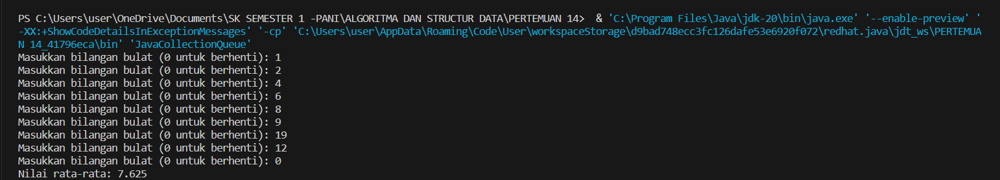 PS C:\Users\user\OneDrive\Documents\SK SEMESTER 1 -PANI\ALGORITMA DAN STRUCTUR DATA\PERTEMUAN 14>  & 'C:\Program Files\Java\jdk-20\bin\java.exe' '--enable-preview' '
-XX:+ShowCodeDetailsInExceptionMessages' '-cp' 'C:\Users\user\AppData\Roaming\Code\User\workspaceStorage\d9bad748ecc3fc126dafe53e6920f072\redhat.java\jdt_ws\PERTEMUA
N 14_41796eca\bin' 'JavaCollectionQueue'
Masukkan bilangan bulat (0 untuk berhenti): 1
Masukkan bilangan bulat (0 untuk berhenti): 2
Masukkan bilangan bulat (0 untuk berhenti): 4
Masukkan bilangan bulat (0 untuk berhenti): 6
Masukkan bilangan bulat (0 untuk berhenti): 8
Masukkan bilangan bulat (0 untuk berhenti): 9
Masukkan bilangan bulat (0 untuk berhenti): 19
Masukkan bilangan bulat (0 untuk berhenti): 12
Masukkan bilangan bulat (0 untuk berhenti): 0
Nilai rata-rata: 7.625